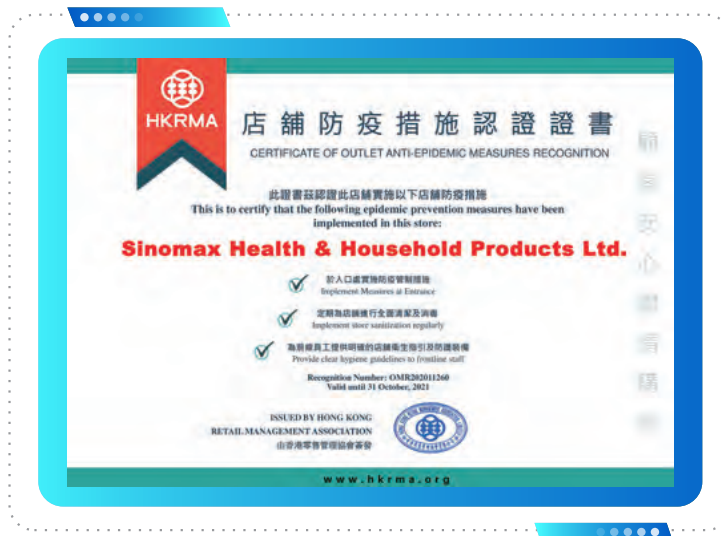 HKRMA
店舖防疫措施認證證書
CERTIFICATE OF OUTLET ANTI-EPIDEMIC MEASURES RECOGNITION
此證書茲認證此店舖實施以下店舖防疫措施
This is to certify that the following epidemic prevention measures have been
implemented in this store:
Sinomax Health & Household Products Ltd.
於入口處實施防疫管制措施
Implement Measures at Entrance
定期為店舖進行全面清潔及消毒
Implement store sanitization regularly
為前線員工提供明確的店舖衛生指引及防護裝備
Provide clear hygiene guidelines to frontline staff
Recognition Number: OMR202011260
Valid until 31 October, 2021
ISSUED BY HONG KONG
RETAIL MANAGEMENT ASSOCIATION
由香港零售管理協會簽發
www.hkrma.org